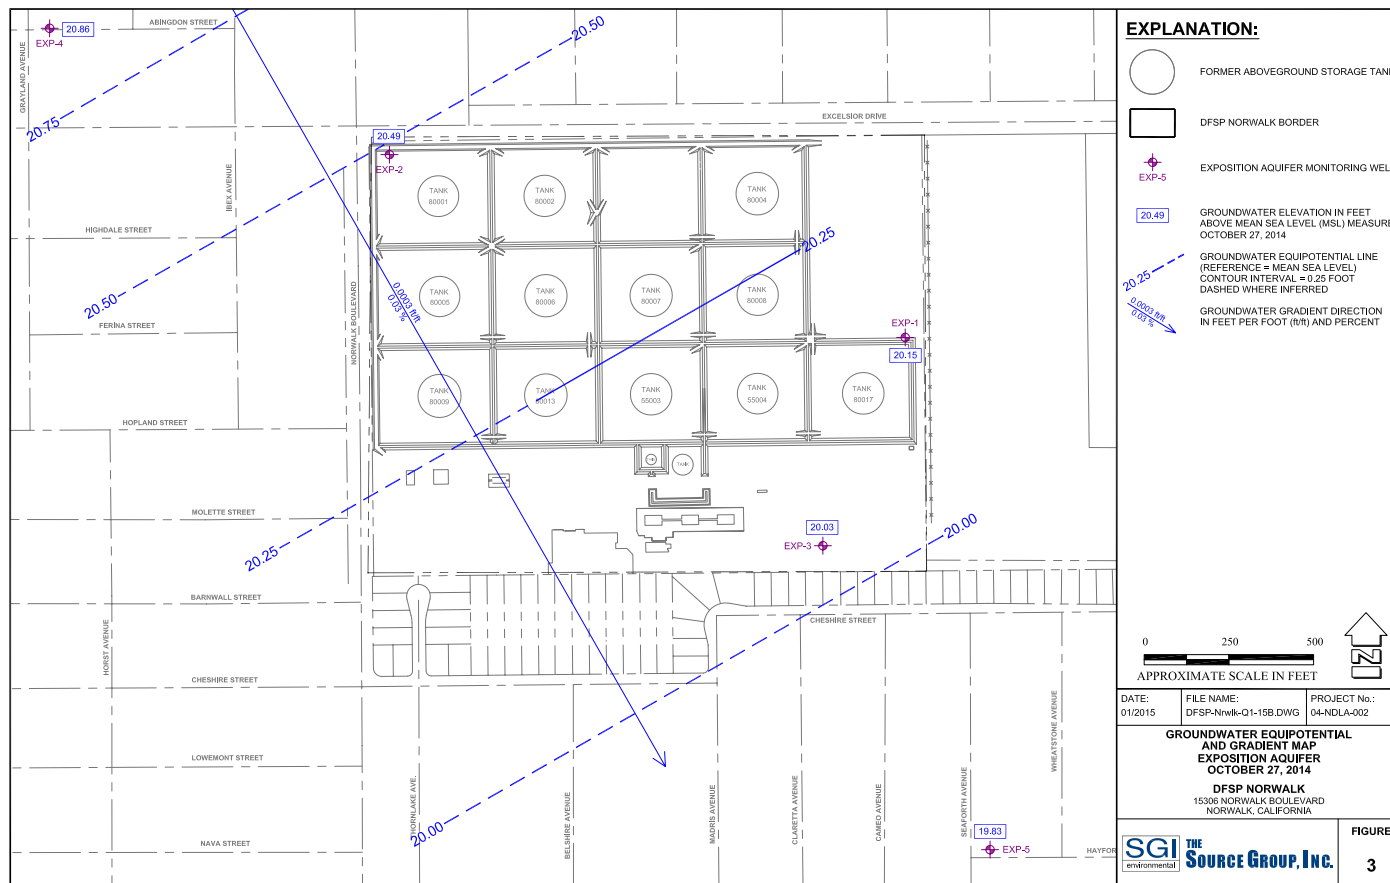 ABINGDON STREET
20.86
EXP-4
GRAYLAND AVENUE
20.75
20.50
EXCELSIOR DRIVE
20.49
EXP-2
IBEX AVENUE
TANK
80001
TANK
80002
TANK
80004
HIGHDALE STREET
20.25
0.0003 ft/ft
0.03 %
TANK
80005
TANK
80006
TANK
80007
TANK
80008
20.50
FERINA STREET
NORWALK BOULEVARD
EXP-1
20.15
TANK
80009
TANK
80013
TANK
55003
TANK
55004
TANK
80017
HOPLAND STREET
TANK
MOLETTE STREET
20.25
20.03
EXP-3
20.00
BARNWALL STREET
HORST AVENUE
CHESHIRE STREET
CHESHIRE STREET
LOWEMONT STREET
NAVA STREET
THORNLAKE AVE.
20.00
BELSHIRE AVENUE
MADRIS AVENUE
CLARETTA AVENUE
CAMEO AVENUE
SEAFORTH AVENUE
WHEATSTONE AVENUE
19.83
EXP-5
HAYFOR
EXPLANATION:
FORMER ABOVEGROUND STORAGE TAN
DFSP NORWALK BORDER
EXP-5
EXPOSITION AQUIFER MONITORING WEL
20.49
GROUNDWATER ELEVATION IN FEET
ABOVE MEAN SEA LEVEL (MSL) MEASURE
OCTOBER 27, 2014
20.25
GROUNDWATER EQUIPOTENTIAL LINE
(REFERENCE = MEAN SEA LEVEL)
CONTOUR INTERVAL = 0.25 FOOT
DASHED WHERE INFERRED
0.0003 ft/ft
0.03 %
GROUNDWATER GRADIENT DIRECTION
IN FEET PER FOOT (ft/ft) AND PERCENT
0 250 500
APPROXIMATE SCALE IN FEET
N
DATE:
01/2015
FILE NAME:
DFSP-Nrwlk-Q1-15B.DWG
PROJECT No.:
04-NDLA-002
GROUNDWATER EQUIPOTENTIAL
AND GRADIENT MAP
EXPOSITION AQUIFER
OCTOBER 27, 2014
DFSP NORWALK
15306 NORWALK BOULEVARD
NORWALK, CALIFORNIA
SGI
environmental
THE
SOURCE GROUP, INC.
FIGURE
3